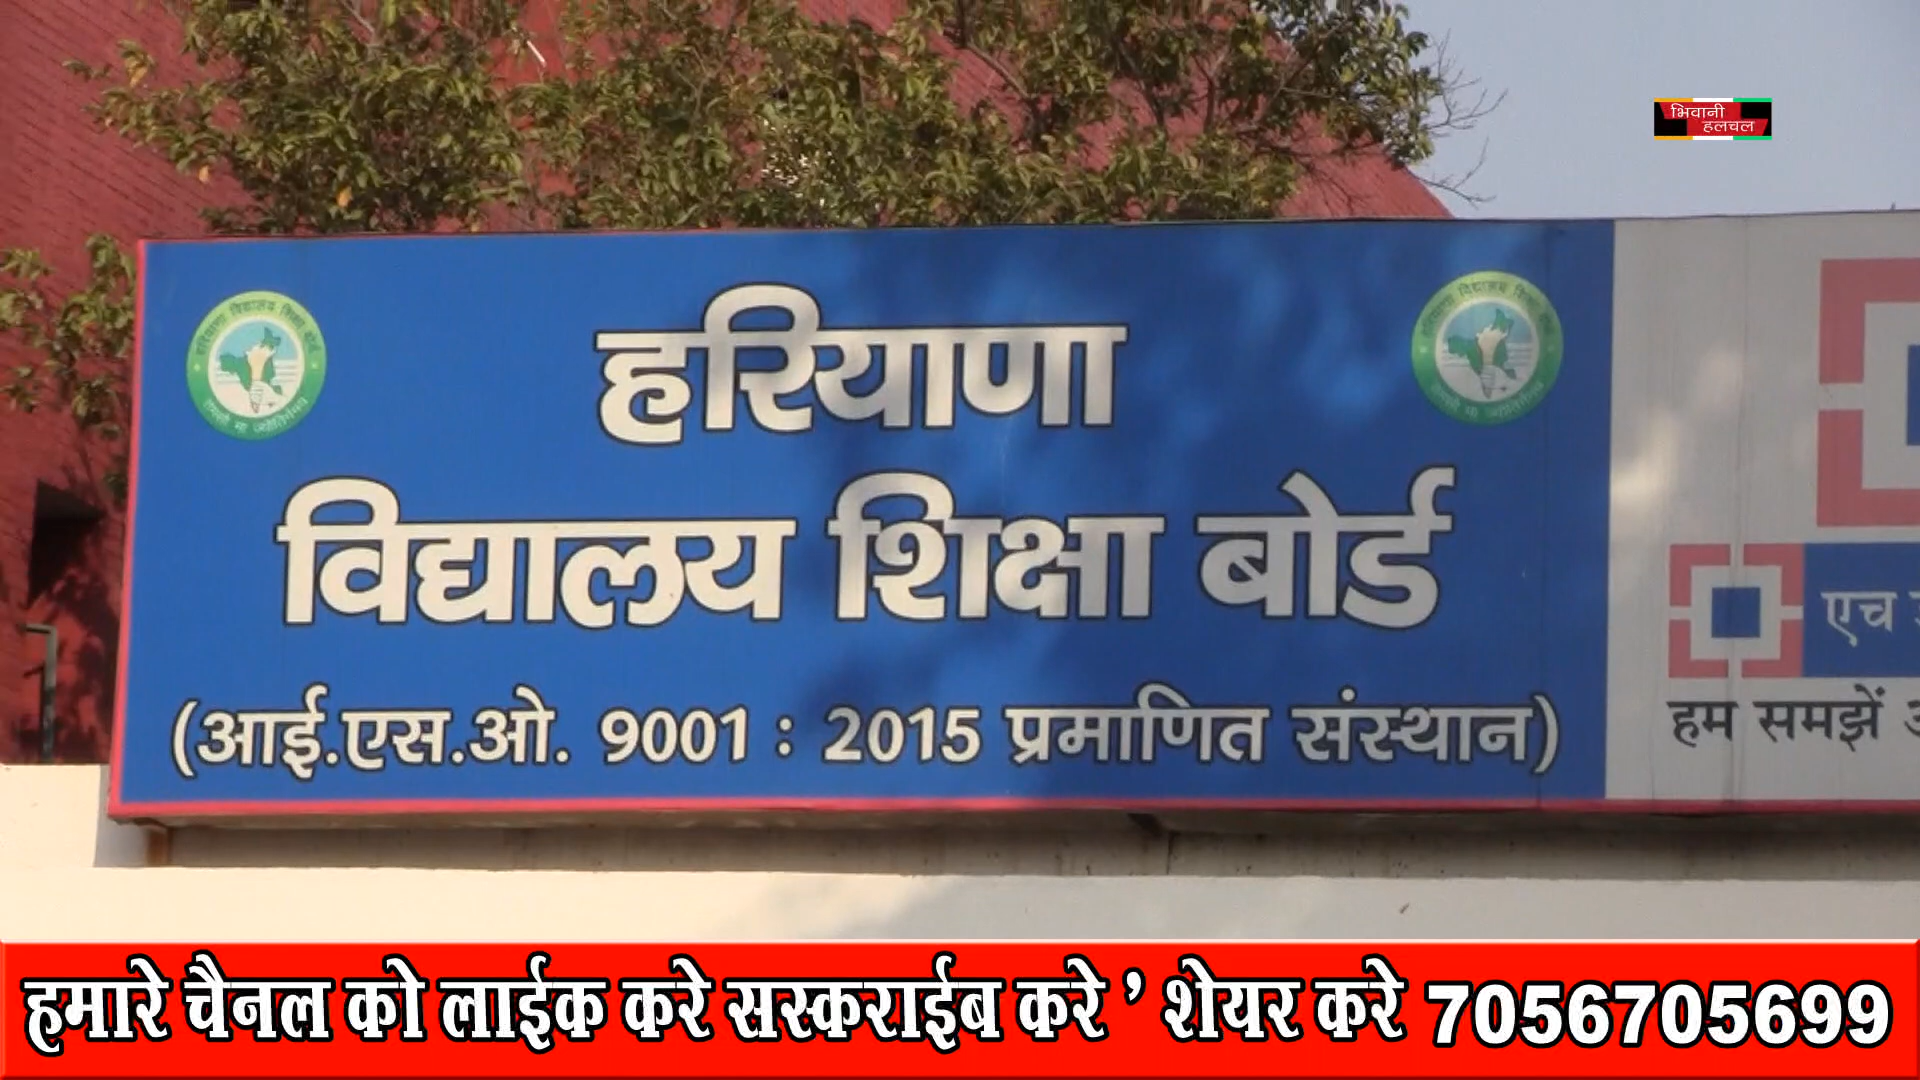 भिवानी
हलचल
हरियाणा
विद्यालय शिक्षा बोर्ड
(आई.एस.ओ. 9001 : 2015 प्रमाणित संस्थान)
एच
हम समझें
हमारे चैनल को लाईक करे सस्कराईब करे ’ शेयर करे 7056705699